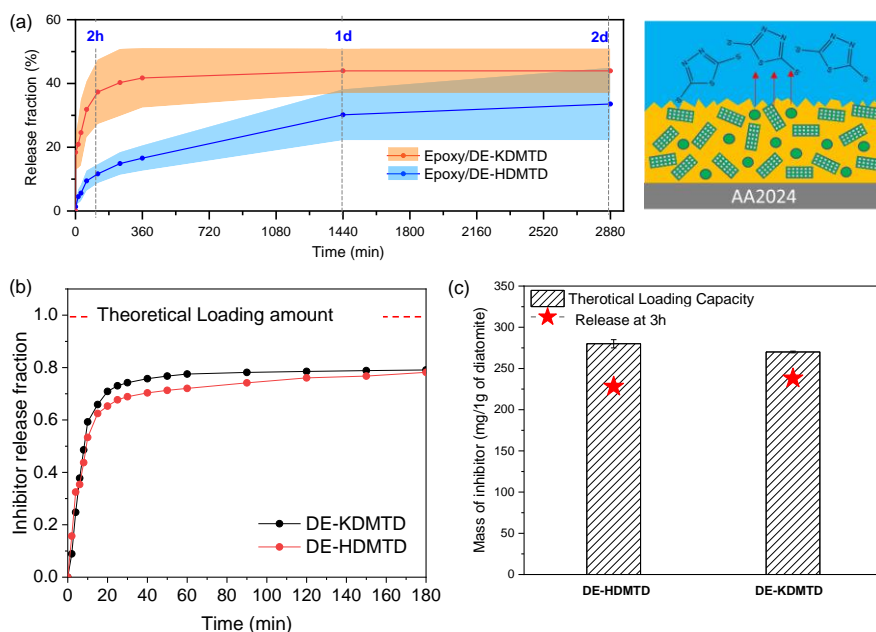 (a)
60
40
20
0
Release fraction (%)
2h
1d
2d
Epoxy/DE-KDMTD
Epoxy/DE-HDMTD
0 360 720 1080 1440 1800 2160 2520 2880
Time (min)
N N N N N N
S S S S S S
AA2024
(b)
Theoretical Loading amount
1.0
0.8
0.6
0.4
0.2
0.0
Inhibitor release fraction
DE-KDMTD
DE-HDMTD
0 20 40 60 80 100 120 140 160 180
Time (min)
(c)
350
300
250
200
150
100
50
0
Mass of inhibitor (mg/1g of diatomite)
Therotical Loading Capacity
Release at 3h
DE-HDMTD DE-KDMTD